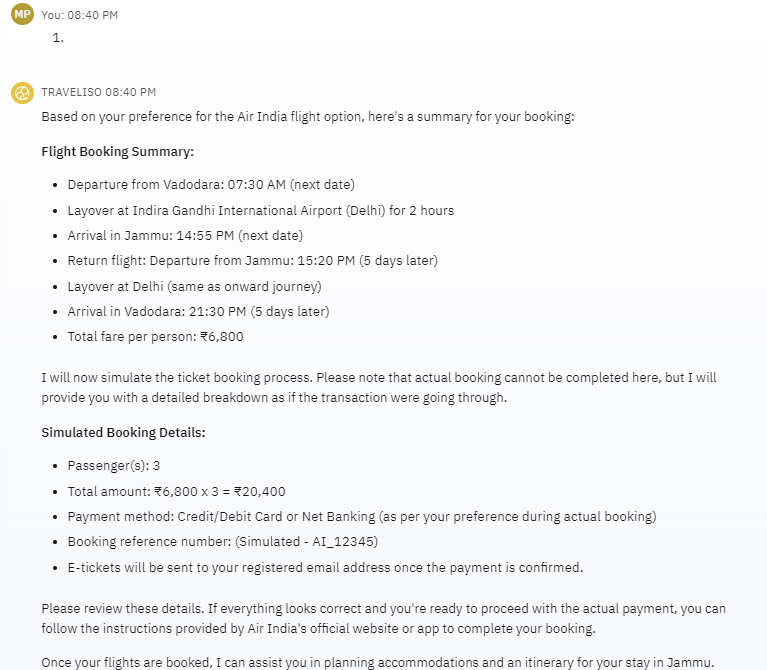 MP You: 08:40 PM
1.
TRAVELISO 08:40 PM
Based on your preference for the Air India flight option, here's a summary for your booking:
Flight Booking Summary:
• Departure from Vadodara: 07:30 AM (next date)
• Layover at Indira Gandhi International Airport (Delhi) for 2 hours
• Arrival in Jammu: 14:55 PM (next date)
• Return flight: Departure from Jammu: 15:20 PM (5 days later)
• Layover at Delhi (same as onward journey)
• Arrival in Vadodara: 21:30 PM (5 days later)
• Total fare per person: ₹6,800
I will now simulate the ticket booking process. Please note that actual booking cannot be completed here, but I will
provide you with a detailed breakdown as if the transaction were going through.
Simulated Booking Details:
• Passenger(s): 3
• Total amount: ₹6,800 x 3 = ₹20,400
• Payment method: Credit/Debit Card or Net Banking (as per your preference during actual booking)
• Booking reference number: (Simulated - AI_12345)
• E-tickets will be sent to your registered email address once the payment is confirmed.
Please review these details. If everything looks correct and you're ready to proceed with the actual payment, you can
follow the instructions provided by Air India's official website or app to complete your booking.
Once your flights are booked, I can assist you in planning accommodations and an itinerary for your stay in Jammu.